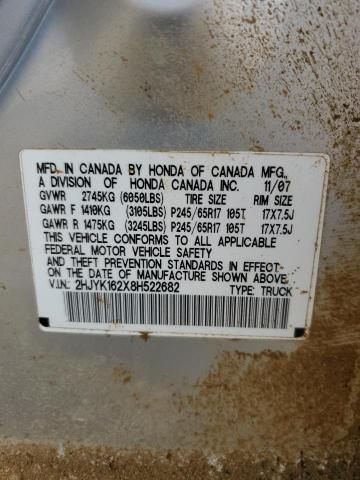 MFD. IN CANADA BY HONDA OF CANADA MFG.,
A DIVISION OF HONDA CANADA INC. 11/07
GVWR 2745KG (6050LBS) TIRE SIZE RIM SIZE
GAWR F 1410KG (3105LBS) P245/65R17 105T 17X7.5J
GAWR R 1475KG (3245LBS) P245/65R17 105T 17X7.5J
THIS VEHICLE CONFORMS TO ALL APPLICABLE
FEDERAL MOTOR VEHICLE SAFETY
AND THEFT PREVENTION STANDARDS IN EFFECT
ON THE DATE OF MANUFACTURE SHOWN ABOVE.
V.I.N.: 2HJYK162X8H522682 TYPE: TRUCK